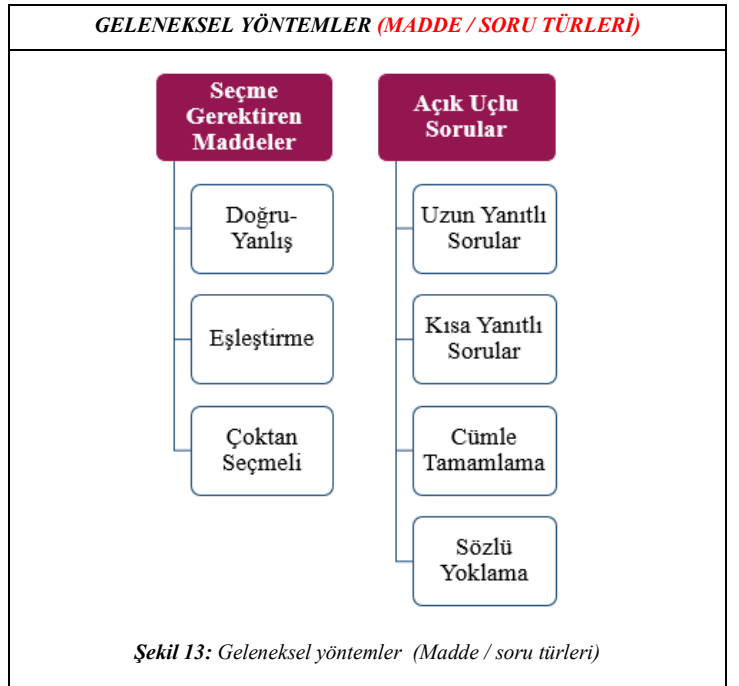 GELENEKSEL YÖNTEMLER (MADDE / SORU TÜRLERİ)
Seçme
Gerektiren
Maddeler
Doğru-
Yanlış
Eşleştirme
Çoktan
Seçmeli
Açık Uçlu
Sorular
Uzun Yanıtlı
Sorular
Kısa Yanıtlı
Sorular
Cümle
Tamamlama
Sözlü
Yoklama
Şekil 13: Geleneksel yöntemler (Madde / soru türleri)